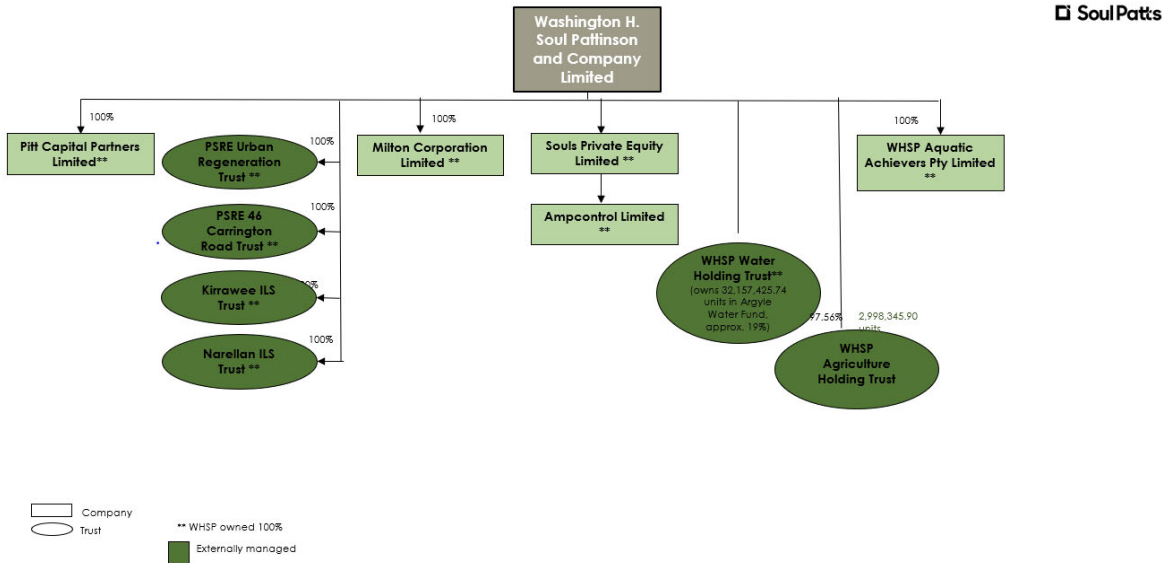 Washington H.
Soul Pattinson
and Company
Limited
SoulPatts
100%
Pitt Capital Partners
Limited**
100%
PSRE Urban
Regeneration
Trust **
100%
PSRE 46
Carrington
Road Trust **
Kirrawee ILS
Trust **
100%
Narellan ILS
Trust **
100%
Milton Corporation
Limited **
Souls Private Equity
Limited **
Ampcontrol Limited
**
WHSP Water
Holding Trust**
(owns 32,157,425.74
units in Argyle
Water Fund,
approx. 19%)
97.56%
2,998,345.90
units
WHSP
Agriculture
Holding Trust
100%
WHSP Aquatic
Achievers Pty Limited
**
Company
Trust
** WHSP owned 100%
Externally managed